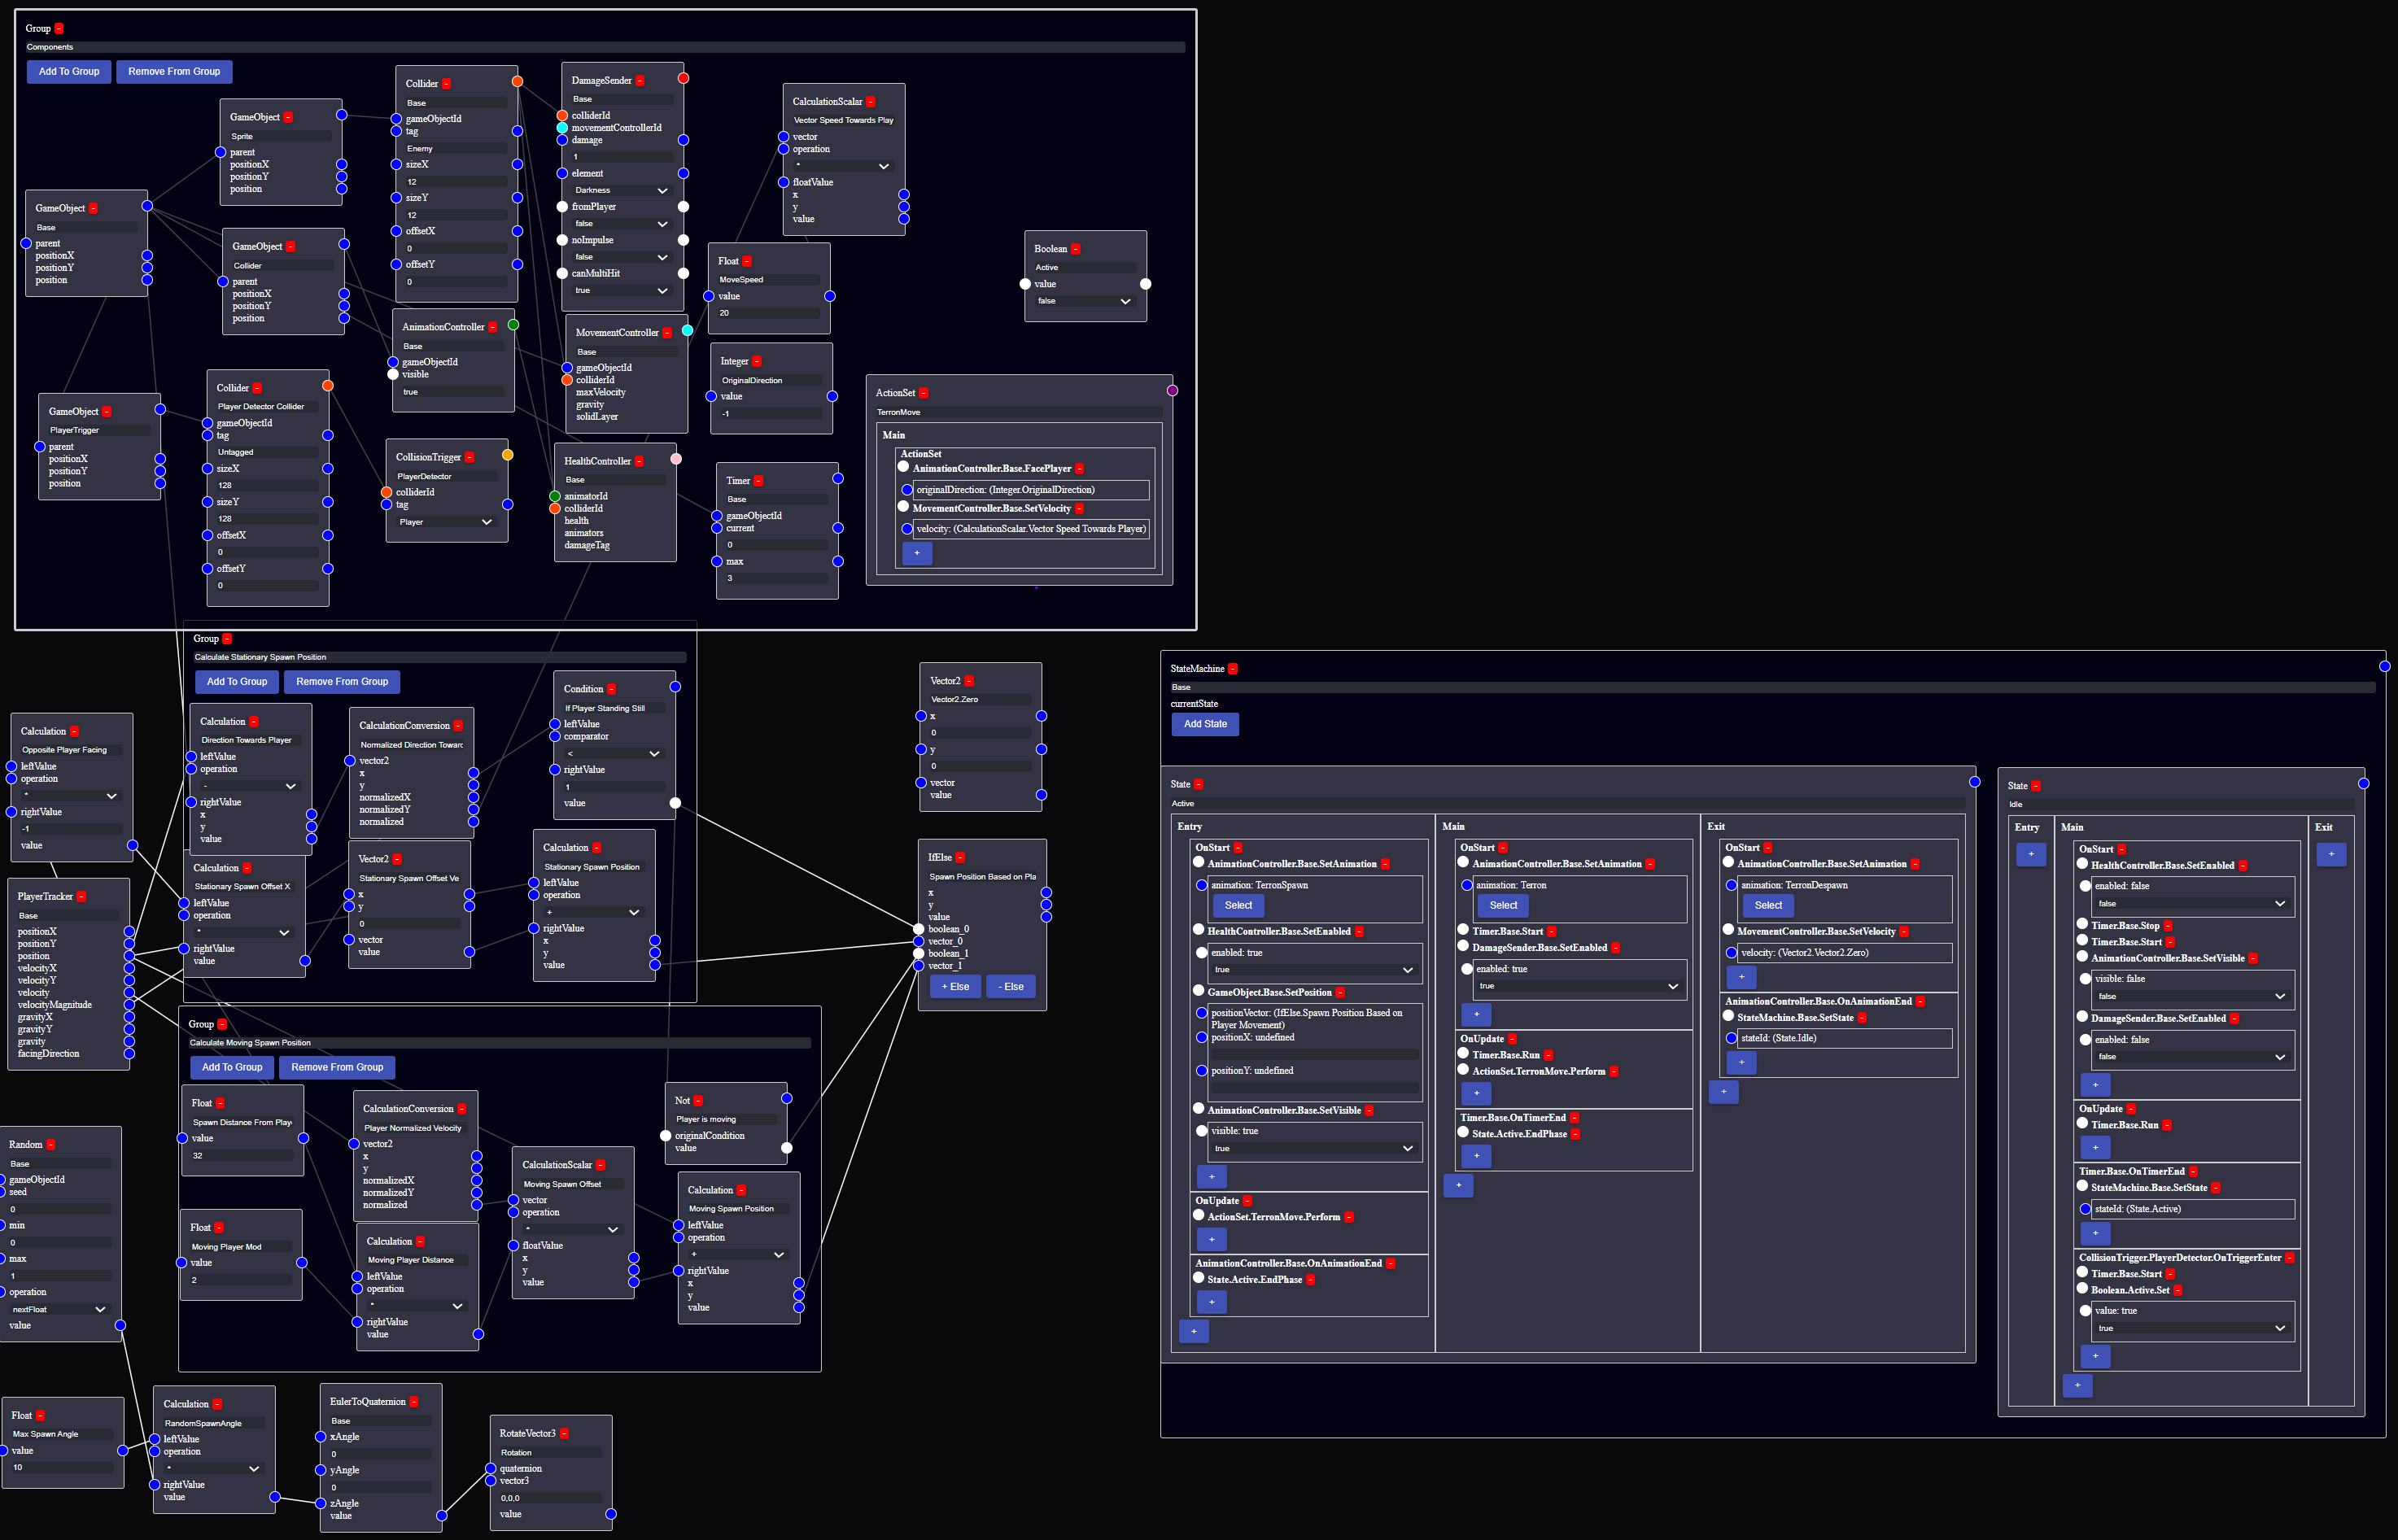 Group -
Components
Add To Group Remove From Group
GameObject -
Base
parent
positionX
positionY
position
GameObject -
Sprite
parent
positionX
positionY
position
GameObject -
Collider
parent
positionX
positionY
position
GameObject -
PlayerTrigger
parent
positionX
positionY
position
Collider -
Base
gameObjectId
tag
Enemy
sizeX
12
sizeY
12
offsetX
0
offsetY
0
Collider -
Player Detector Collider
gameObjectId
tag
Untagged
sizeX
128
sizeY
128
offsetX
0
offsetY
0
AnimationController -
Base
gameObjectId
visible
true
CollisionTrigger -
PlayerDetector
colliderId
tag
Player
DamageSender -
Base
colliderId
movementControllerId
damage
1
element
Darkness
fromPlayer
false
noImpulse
false
canMultiHit
true
MovementController -
Base
gameObjectId
colliderId
maxVelocity
gravity
solidLayer
HealthController -
Base
animatorId
colliderId
health
animators
damageTag
CalculationScalar -
Vector Speed Towards Play
vector
operation
*
floatValue
x
y
value
Float -
MoveSpeed
value
20
Integer -
OriginalDirection
value
-1
Timer -
Base
gameObjectId
current
0
max
3
Boolean -
Active
value
false
ActionSet -
TerronMove
Main
ActionSet
AnimationController.Base.FacePlayer -
originalDirection: (Integer.OriginalDirection)
MovementController.Base.SetVelocity -
velocity: (CalculationScalar.Vector Speed Towards Player)
+
Group -
Calculate Stationary Spawn Position
Add To Group Remove From Group
Calculation -
Direction Towards Player
leftValue
operation
-
rightValue
x
y
value
CalculationConversion -
Normalized Direction Towarc
vector2
x
y
normalizedX
normalizedY
normalized
Condition -
If Player Standing Still
leftValue
comparator
<
rightValue
1
value
Calculation -
Stationary Spawn Offset X
leftValue
operation
*
rightValue
value
Vector2 -
Stationary Spawn Offset Ve
x
y
0
vector
value
Calculation -
Stationary Spawn Position
leftValue
operation
+
rightValue
x
y
value
Calculation -
Opposite Player Facing
leftValue
operation
*
rightValue
-1
value
PlayerTracker -
Base
positionX
positionY
position
velocityX
velocityY
velocity
velocityMagnitude
gravityX
gravityY
gravity
facingDirection
Group -
Calculate Moving Spawn Position
Add To Group Remove From Group
Float -
Spawn Distance From Playe
value
32
Float -
Moving Player Mod
value
2
CalculationConversion -
Player Normalized Velocity
vector2
x
y
normalizedX
normalizedY
normalized
Calculation -
Moving Player Distance
leftValue
operation
*
rightValue
value
CalculationScalar -
Moving Spawn Offset
vector
operation
*
floatValue
x
y
value
Not -
Player is moving
originalCondition
value
Calculation -
Moving Spawn Position
leftValue
operation
+
rightValue
x
y
value
Random -
Base
gameObjectId
seed
0
min
0
max
1
operation
nextFloat
value
Float -
Max Spawn Angle
value
10
Calculation -
RandomSpawnAngle
leftValue
operation
*
rightValue
value
EulerToQuaternion -
Base
xAngle
0
yAngle
0
zAngle
value
RotateVector3 -
Rotation
quaternion
vector3
0,0,0
value
Vector2 -
Vector2.Zero
x
0
y
0
vector
value
IfElse -
Spawn Position Based on Pla
x
y
value
boolean_0
vector_0
boolean_1
vector_1
+ Else - Else
StateMachine -
Base
currentState
Add State
State -
Active
Entry
OnStart -
AnimationController.Base.SetAnimation -
animation: TerronSpawn
Select
HealthController.Base.SetEnabled -
enabled: true
true
GameObject.Base.SetPosition -
positionVector: (IfElse.Spawn Position Based on
Player Movement)
positionX: undefined
positionY: undefined
AnimationController.Base.SetVisible -
visible: true
true
+
OnUpdate -
ActionSet.TerronMove.Perform -
+
AnimationController.Base.OnAnimationEnd -
State.Active.EndPhase -
+
+
Main
OnStart -
AnimationController.Base.SetAnimation -
animation: Terron
Select
Timer.Base.Start -
DamageSender.Base.SetEnabled -
enabled: true
true
+
OnUpdate -
Timer.Base.Run -
ActionSet.TerronMove.Perform -
+
Timer.Base.OnTimerEnd -
State.Active.EndPhase -
+
+
Exit
OnStart -
AnimationController.Base.SetAnimation -
animation: TerronDespawn
Select
MovementController.Base.SetVelocity -
velocity: (Vector2.Vector2.Zero)
+
AnimationController.Base.OnAnimationEnd -
StateMachine.Base.SetState -
stateId: (State.Idle)
+
+
State -
Idle
Entry
+
Main
OnStart -
HealthController.Base.SetEnabled -
enabled: false
false
Timer.Base.Stop -
Timer.Base.Start -
AnimationController.Base.SetVisible -
visible: false
false
DamageSender.Base.SetEnabled -
enabled: false
false
+
OnUpdate -
Timer.Base.Run -
+
Timer.Base.OnTimerEnd -
StateMachine.Base.SetState -
stateId: (State.Active)
+
CollisionTrigger.PlayerDetector.OnTriggerEnter -
Timer.Base.Start -
Boolean.Active.Set -
value: true
true
+
+
Exit
+